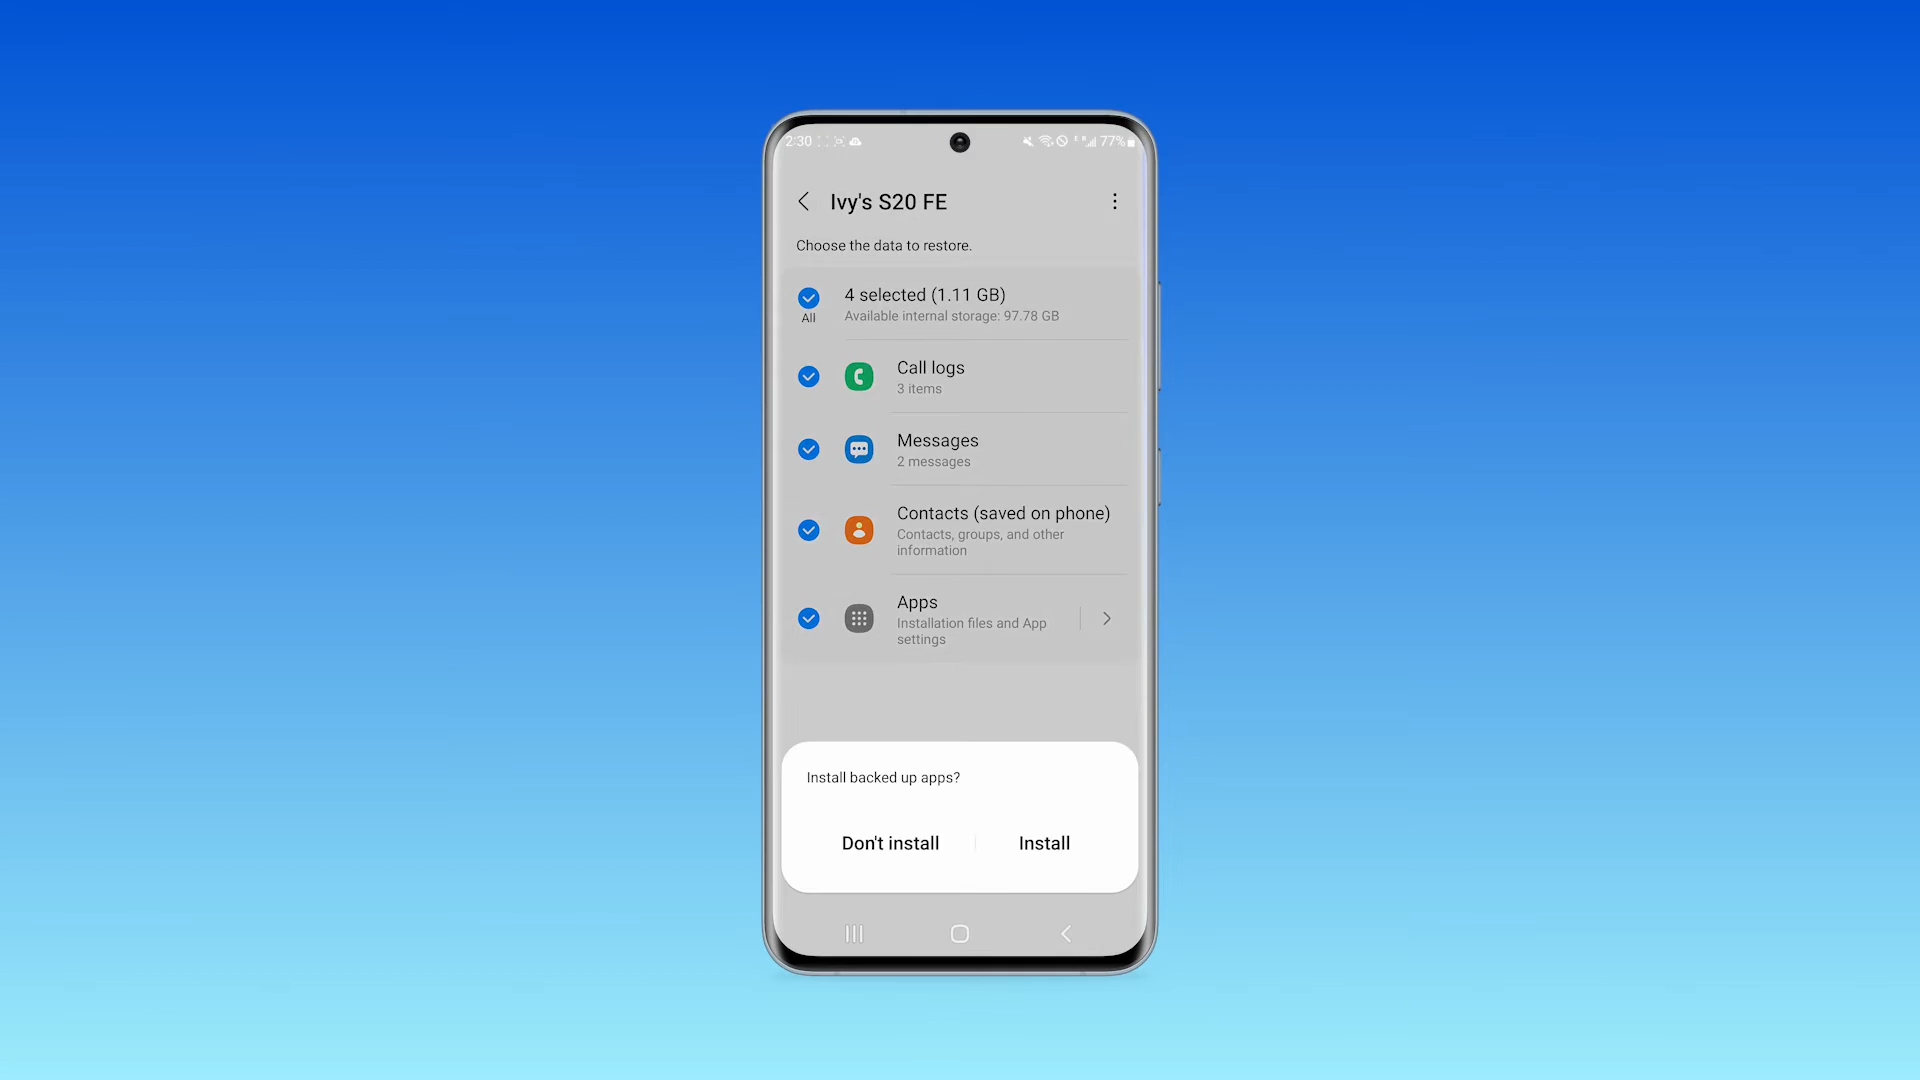 2:30
77%
Ivy's S20 FE
Choose the data to restore.
4 selected (1.11 GB)
All
Available internal storage: 97.78 GB
Call logs
3 items
Messages
2 messages
Contacts (saved on phone)
Contacts, groups, and other
information
Apps
Installation files and App
settings
Install backed up apps?
Don't install
Install